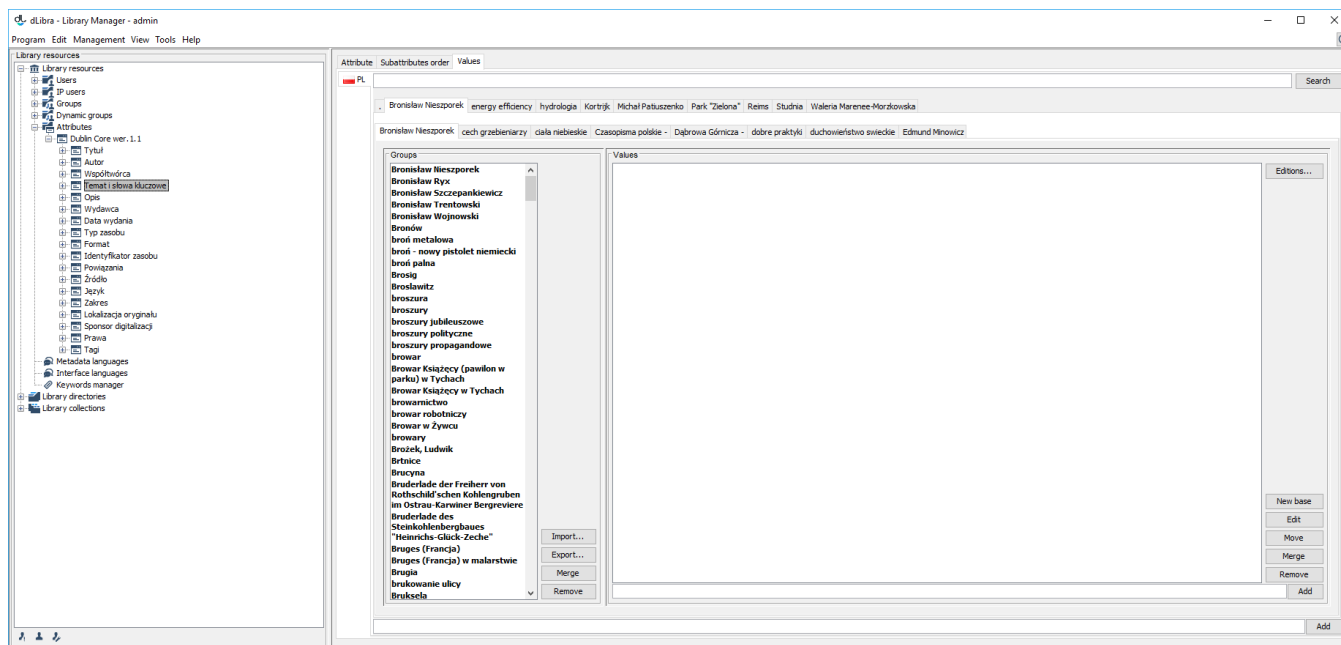 dLibra - Library Manager - admin
Program Edit Management View Tools Help
Library resources
Library resources
Users
IP users
Groups
Dynamic groups
Attributes
Dublin Core wer.1.1
Tytuł
Autor
Współtwórca
Temat i słowa kluczowe
Opis
Wydawca
Data wydania
Typ zasobu
Format
Identyfikator zasobu
Powiązania
Źródło
Język
Zakres
Lokalizacja oryginału
Sponsor digitalizacji
Prawa
Tagi
Metadata languages
Interface languages
Keywords manager
Library directories
Library collections
Attribute Subattributes order Values
PL Search
. Bronisław Nieszporek energy efficiency hydrologia Kortrijk Michał Patiuszenko Park "Zielona" Reims Studnia Waleria Marenee-Morzkowska
Bronisław Nieszporek cech grzebieniarzy ciała niebieskie Czasopisma polskie - Dąbrowa Górnicza - dobre praktyki duchowieństwo swieckie Edmund Minowicz
Groups
Bronisław Nieszporek
Bronisław Ryx
Bronisław Szczepankiewicz
Bronisław Trentowski
Bronisław Wojnowski
Bronów
broń metalowa
broń - nowy pistolet niemiecki
broń palna
Brosig
Broslawitz
broszura
broszury
broszury jubileuszowe
broszury polityczne
broszury propagandowe
browar
Browar Książęcy (pawilon w
parku) w Tychach
Browar Książęcy w Tychach
browarnictwo
browar robotniczy
Browar w Żywcu
browary
Brożek, Ludwik
Brtnice
Brucyna
Bruderlade der Freiherr von
Rothschild'schen Kohlengruben
im Ostrau-Karwiner Bergreviere
Bruderlade des
Steinkohlenbergbaues
"Heinrichs-Glück-Zeche"
Bruges (Francja)
Bruges (Francja) w malarstwie
Brugia
brukowanie ulicy
Bruksela
Import...
Export...
Merge
Remove
Values
Editions...
New base
Edit
Move
Merge
Remove
Add
Add